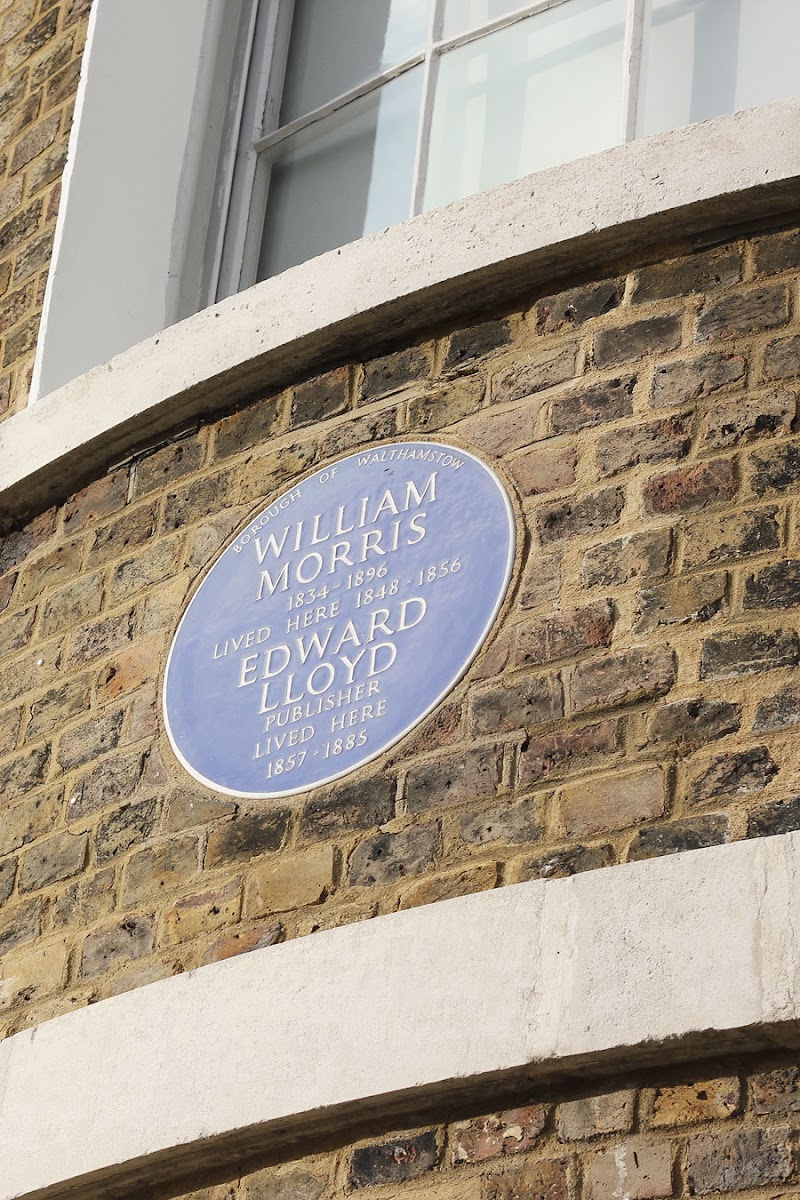 BOROUGH OF WALTHAMSTOW
WILLIAM
MORRIS
1834-1896
LIVED HERE 1848-1856
EDWARD
LLOYD
PUBLISHER
LIVED HERE
1857-1885